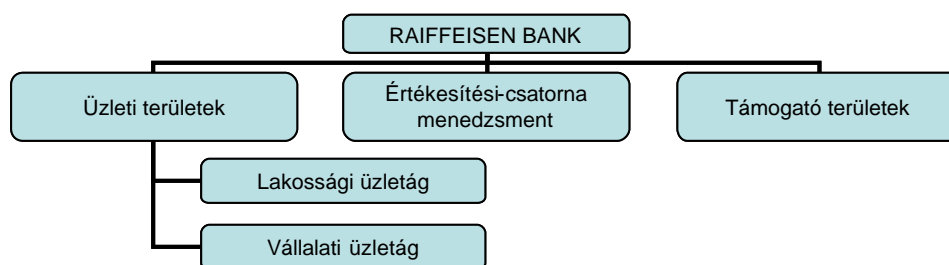 RAIFFEISEN BANK
Üzleti területek
Értékesítési-csatorna
menedzsment
Támogató területek
Lakossági üzletág
Vállalati üzletág